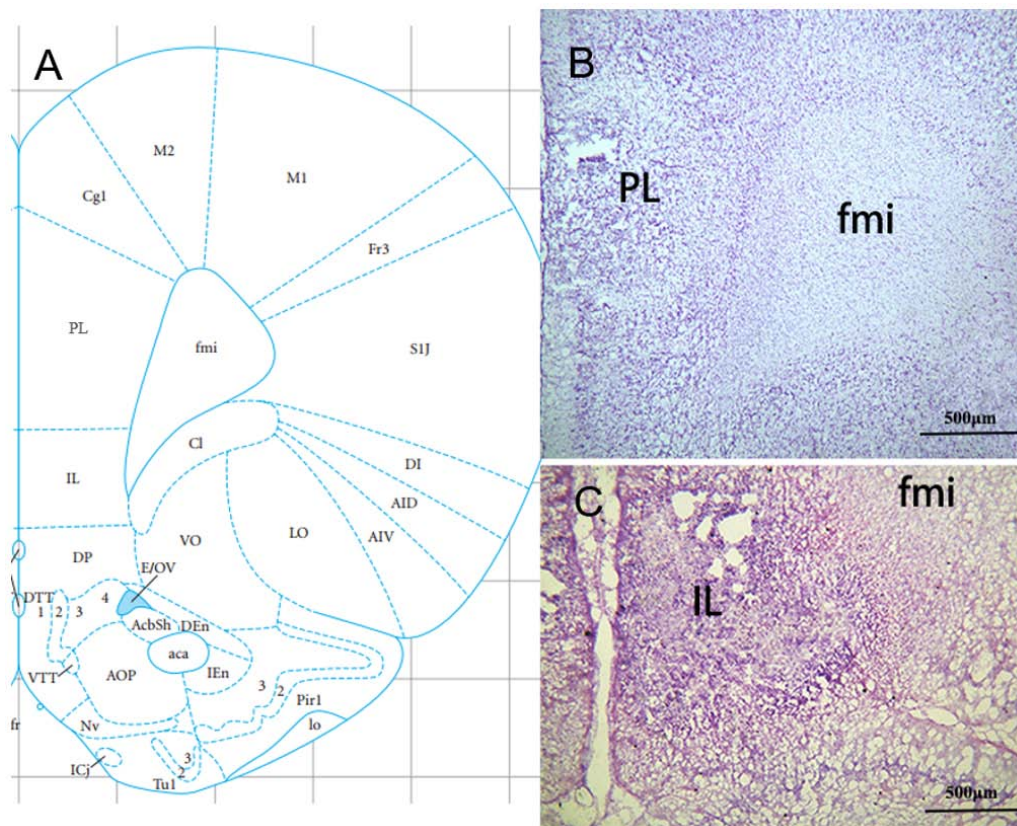 A
M2
M1
Cg1
Fr3
PL
fmi
S1J
Cl
DI
IL
AID
LO
AIV
VO
DP
E/OV
DTT
1 2 3 4
AcbSh DEn
aca
VTT
AOP
IEn
3 2
Pir1
Nv
lo
fr
ICj
3
2
Tu1
B
PL
fmi
500μm
C
fmi
IL
500μm